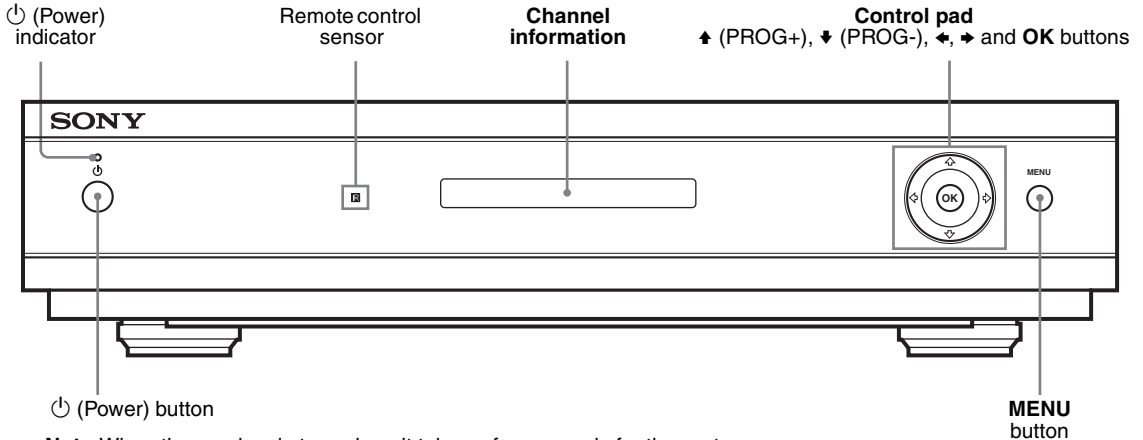 ⏻ (Power)
indicator
Remote control
sensor
Channel
information
Control pad
↑ (PROG+), ↓ (PROG-), ←, → and OK buttons
SONY
⏻
R
OK
MENU
⏻ (Power) button
MENU
button